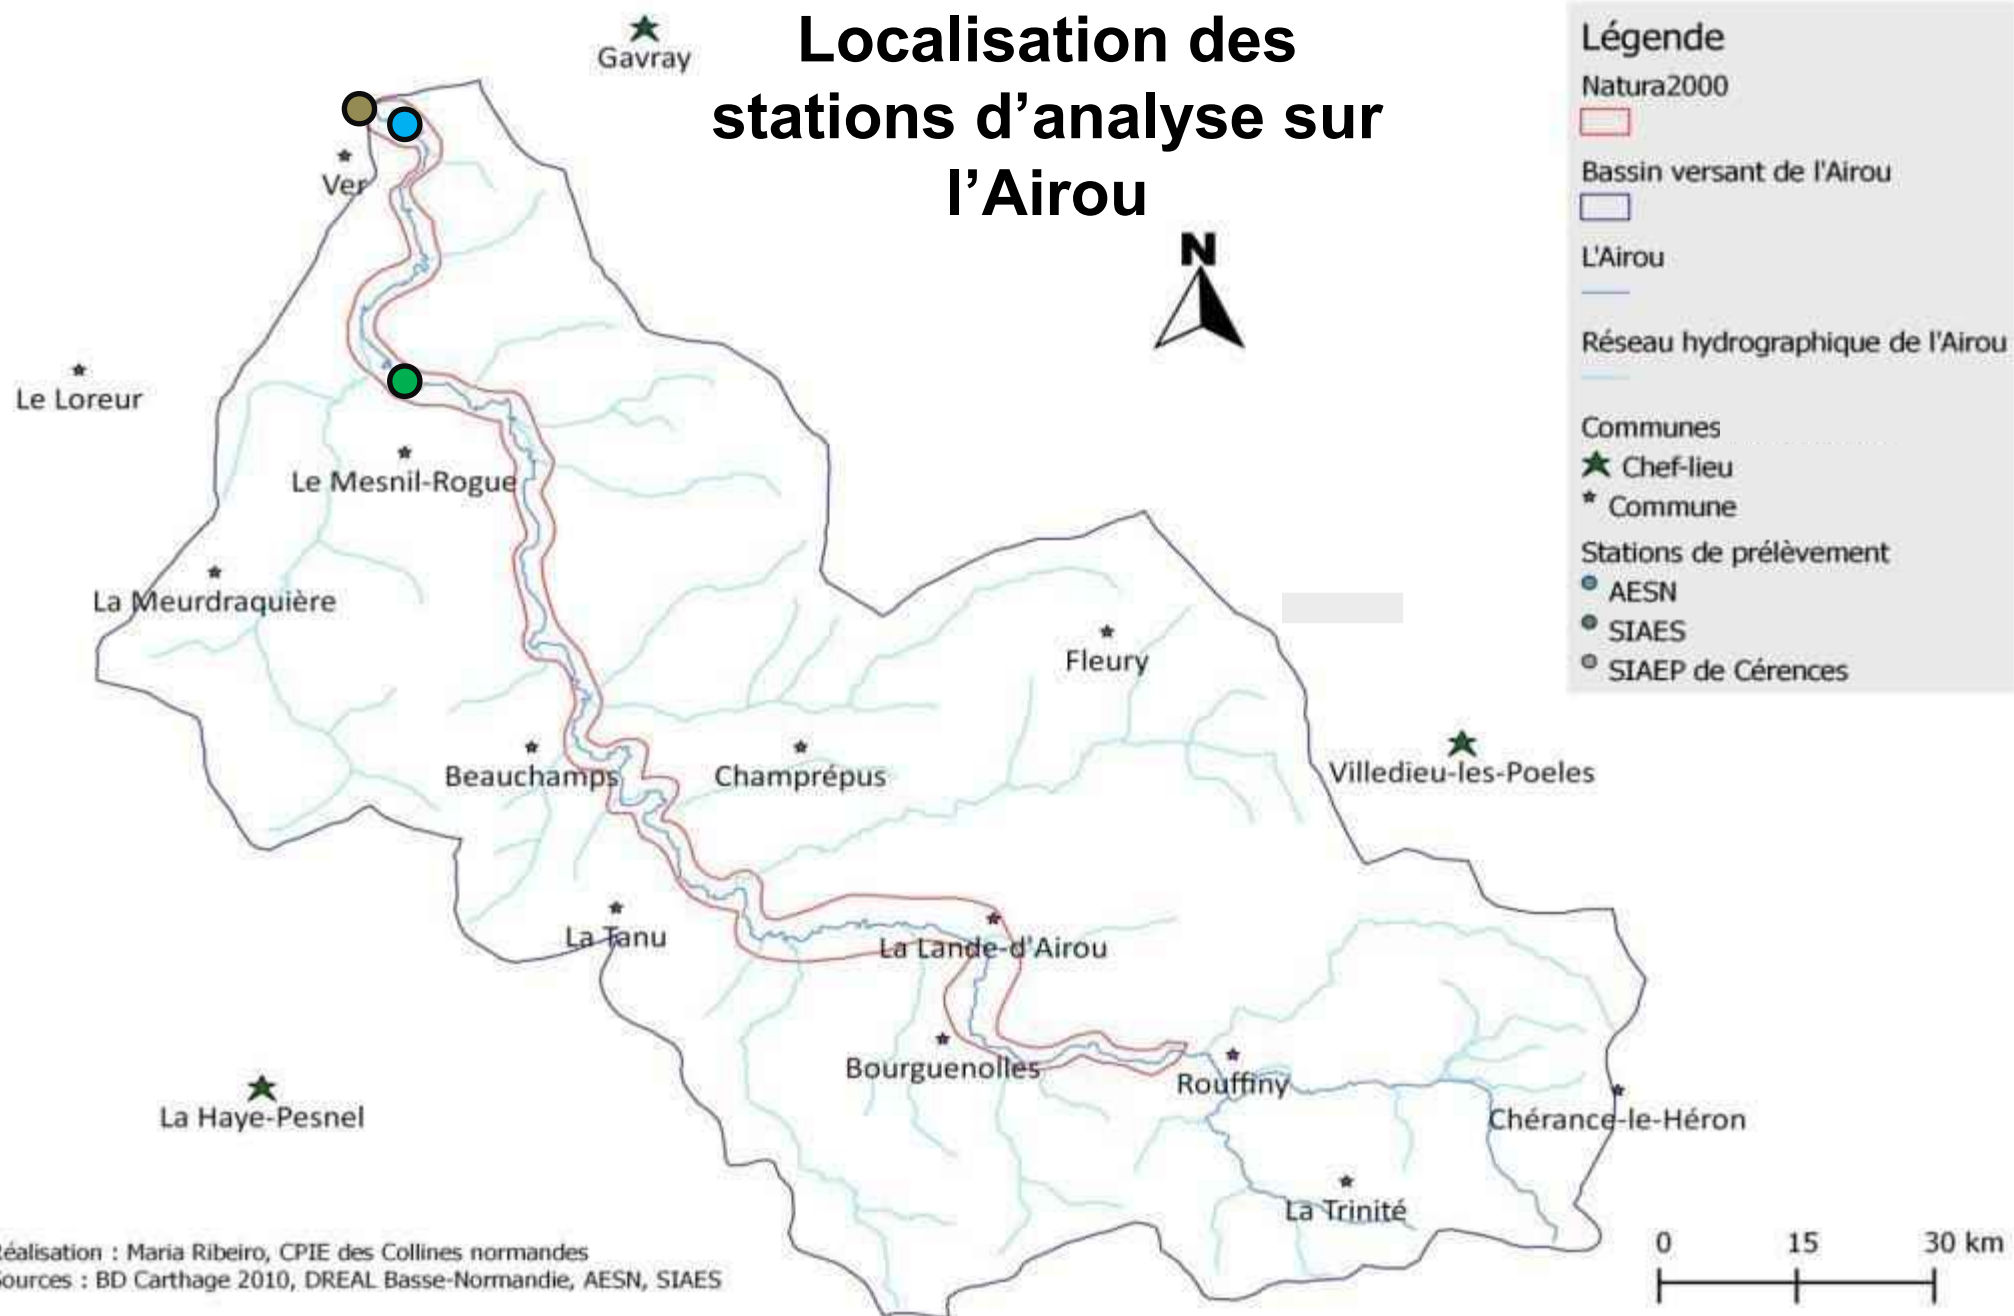 Localisation des
stations d’analyse sur
l’Airou
Gavray
Ver
Le Loreur
Le Mesnil-Rogue
La Meurdraquière
Fleury
Beauchamps
Champrépus
Villedieu-les-Poeles
La Tanu
La Lande-d'Airou
Bourguenolles
Rouffiny
La Haye-Pesnel
Chérance-le-Héron
La Trinité
N
Légende
Natura2000
Bassin versant de l'Airou
L'Airou
Réseau hydrographique de l'Airou
Communes
Chef-lieu
Commune
Stations de prélèvement
AESN
SIAES
SIAEP de Cérences
0 15 30 km
éalisation : Maria Ribeiro, CPIE des Collines normandes
ources : BD Carthage 2010, DREAL Basse-Normandie, AESN, SIAES